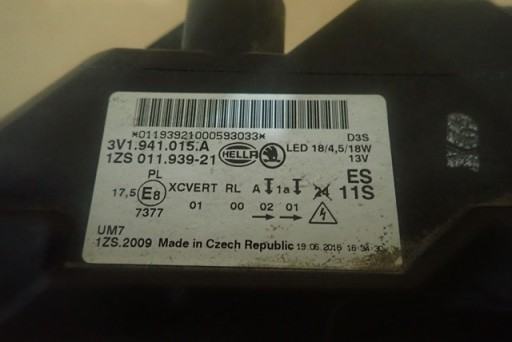 *01193921000593033*
3V1.941.015.A
1ZS 011.939-21
HELLA
D3S
LED 18/4,5/18W
13V
PL ES
17,5 E8 XCVERT RL A 1a 24 11S
7377 01 00 02 01
UM7
1ZS.2009 Made in Czech Republic 19.06.2016